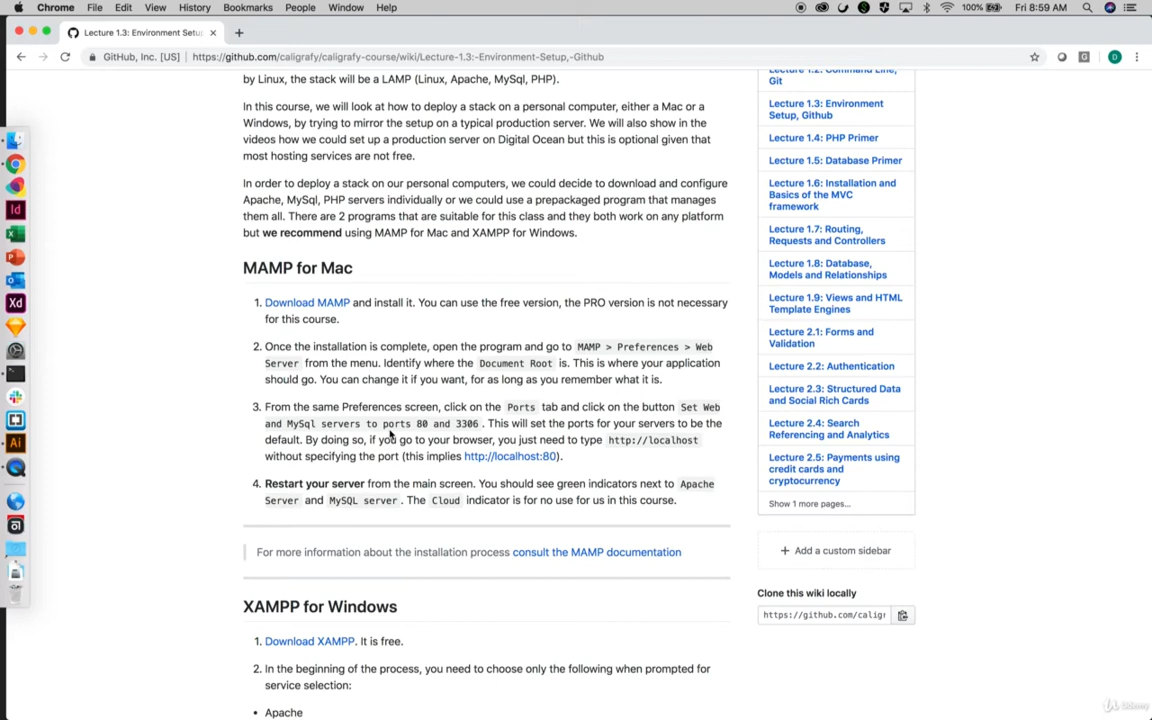 Chrome File Edit View History Bookmarks People Window Help 100% Fri 8:59 AM
Lecture 1.3: Environment Setu
GitHub, Inc. [US] https://github.com/caligrafy/caligrafy-course/wiki/Lecture-1.3:-Environment-Setup,-Github
by Linux, the stack will be a LAMP (Linux, Apache, MySql, PHP).
In this course, we will look at how to deploy a stack on a personal computer, either a Mac or a
Windows, by trying to mirror the setup on a typical production server. We will also show in the
videos how we could set up a production server on Digital Ocean but this is optional given that
most hosting services are not free.
In order to deploy a stack on our personal computers, we could decide to download and configure
Apache, MySql, PHP servers individually or we could use a prepackaged program that manages
them all. There are 2 programs that are suitable for this class and they both work on any platform
but we recommend using MAMP for Mac and XAMPP for Windows.
MAMP for Mac
1. Download MAMP and install it. You can use the free version, the PRO version is not necessary
for this course.
2. Once the installation is complete, open the program and go to MAMP > Preferences > Web
Server from the menu. Identify where the Document Root is. This is where your application
should go. You can change it if you want, for as long as you remember what it is.
3. From the same Preferences screen, click on the Ports tab and click on the button Set Web
and MySql servers to ports 80 and 3306 . This will set the ports for your servers to be the
default. By doing so, if you go to your browser, you just need to type http://localhost
without specifying the port (this implies http://localhost:80).
4. Restart your server from the main screen. You should see green indicators next to Apache
Server and MySQL server . The Cloud indicator is for no use for us in this course.
For more information about the installation process consult the MAMP documentation
XAMPP for Windows
1. Download XAMPP. It is free.
2. In the beginning of the process, you need to choose only the following when prompted for
service selection:
• Apache
Lecture 1.2: Command Line,
Git
Lecture 1.3: Environment
Setup, Github
Lecture 1.4: PHP Primer
Lecture 1.5: Database Primer
Lecture 1.6: Installation and
Basics of the MVC
framework
Lecture 1.7: Routing,
Requests and Controllers
Lecture 1.8: Database,
Models and Relationships
Lecture 1.9: Views and HTML
Template Engines
Lecture 2.1: Forms and
Validation
Lecture 2.2: Authentication
Lecture 2.3: Structured Data
and Social Rich Cards
Lecture 2.4: Search
Referencing and Analytics
Lecture 2.5: Payments using
credit cards and
cryptocurrency
Show 1 more pages...
+ Add a custom sidebar
Clone this wiki locally
https://github.com/caligr
Id
Xd
Ai
Udemy